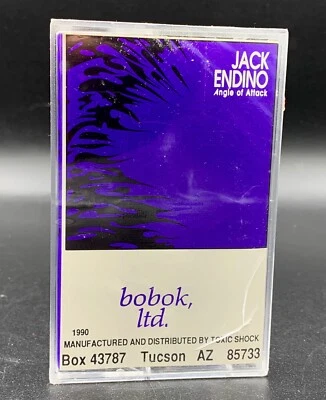 JACK
ENDINO
Angle of Attack
bobok,
ltd.
1990
MANUFACTURED AND DISTRIBUTED BY TOXIC SHOCK
Box 43787 Tucson AZ 85733